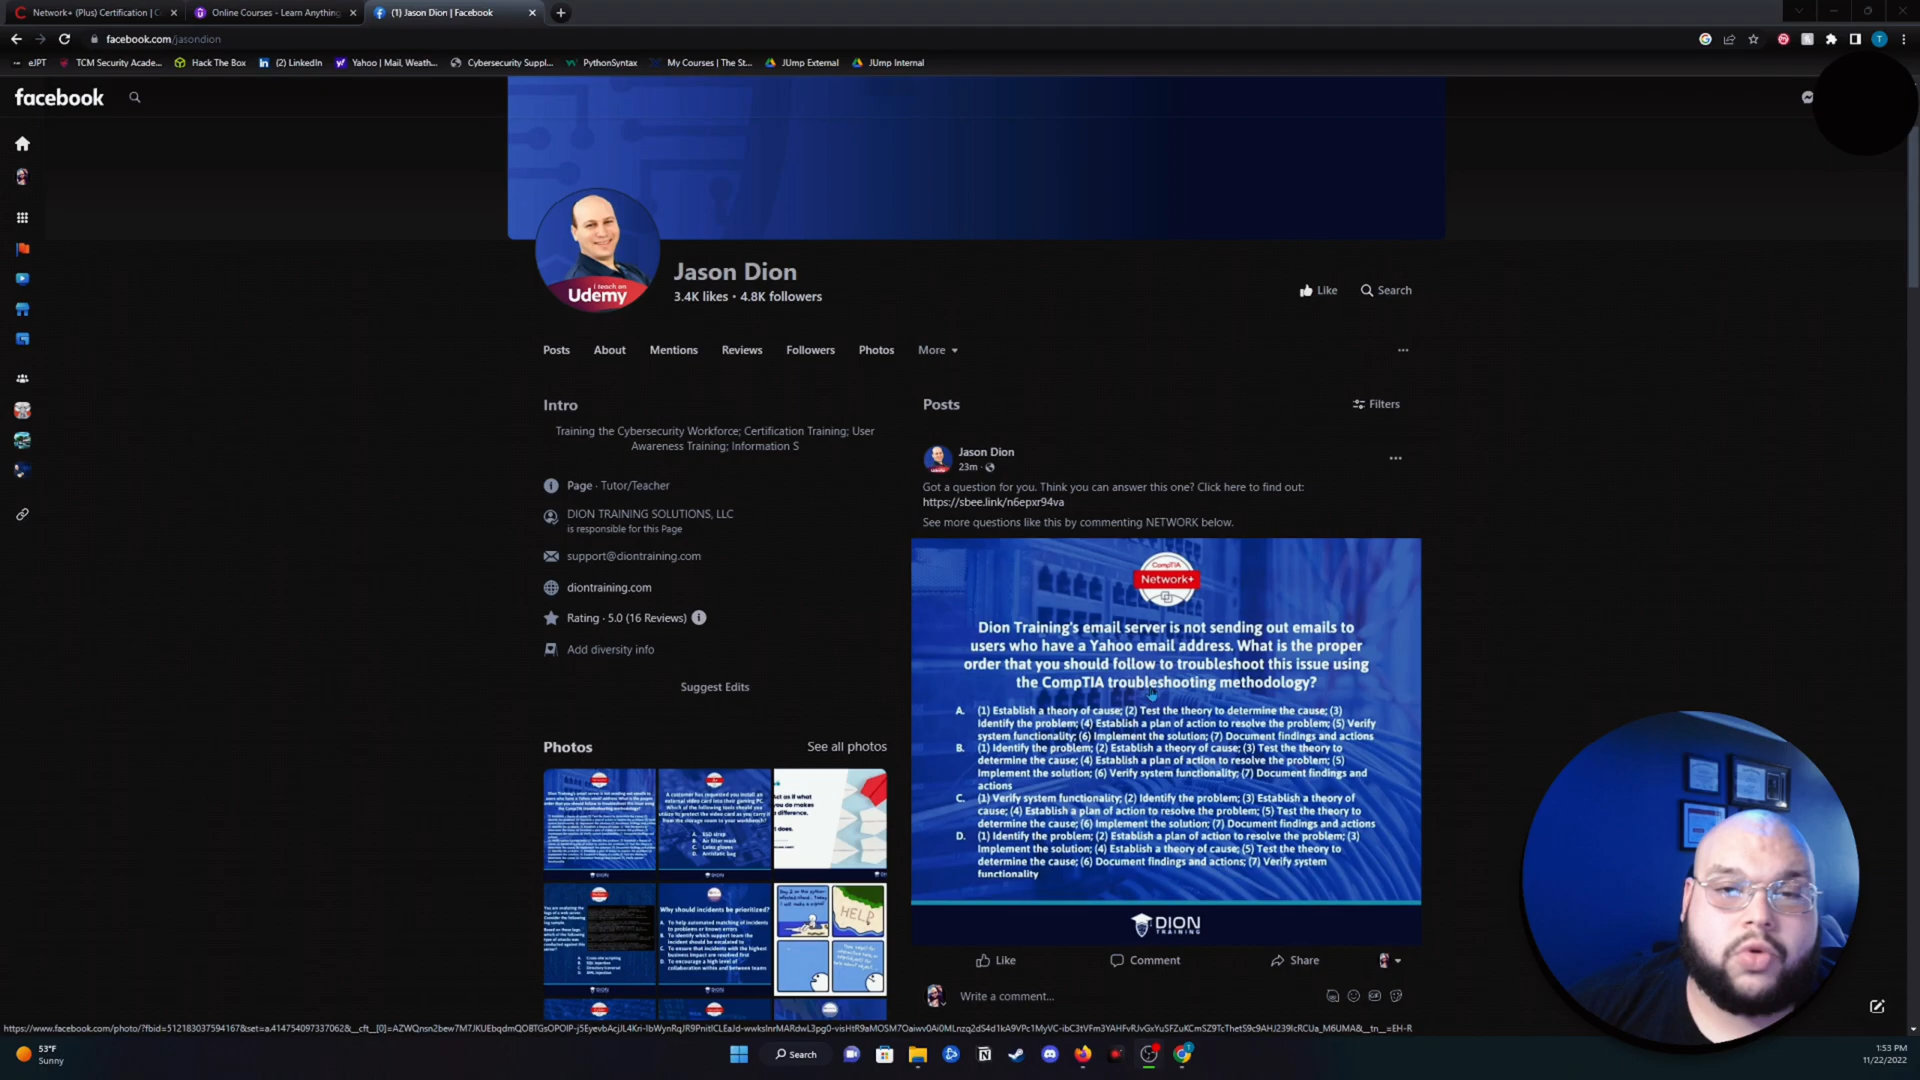 Network+ (Plus) Certification | C
Online Courses - Learn Anything
(1) Jason Dion | Facebook
facebook.com/jasondion
eJPT
TCM Security Acade...
Hack The Box
(2) LinkedIn
Yahoo | Mail, Weath...
Cybersecurity Suppl...
PythonSyntax
My Courses | The St...
JUmp External
JUmp Internal
facebook
i teach on
Udemy
Jason Dion
3.4K likes • 4.8K followers
Like
Search
Posts
About
Mentions
Reviews
Followers
Photos
More
Intro
Training the Cybersecurity Workforce; Certification Training; User
Awareness Training; Information S
Page · Tutor/Teacher
DION TRAINING SOLUTIONS, LLC
is responsible for this Page
support@diontraining.com
diontraining.com
Rating · 5.0 (16 Reviews)
Add diversity info
Suggest Edits
Photos
See all photos
Why should incidents be prioritized?
HELP
Posts
Filters
Jason Dion
23m ·
Got a question for you. Think you can answer this one? Click here to find out:
https://sbee.link/n6epxr94va
See more questions like this by commenting NETWORK below.
CompTIA
Network+
Dion Training's email server is not sending out emails to
users who have a Yahoo email address. What is the proper
order that you should follow to troubleshoot this issue using
the CompTIA troubleshooting methodology?
A. (1) Establish a theory of cause; (2) Test the theory to determine the cause; (3)
Identify the problem; (4) Establish a plan of action to resolve the problem; (5) Verify
system functionality; (6) Implement the solution; (7) Document findings and actions
B. (1) Identify the problem; (2) Establish a theory of cause; (3) Test the theory to
determine the cause; (4) Establish a plan of action to resolve the problem; (5)
Implement the solution; (6) Verify system functionality; (7) Document findings and
actions
C. (1) Verify system functionality; (2) Identify the problem; (3) Establish a theory of
cause; (4) Establish a plan of action to resolve the problem; (5) Test the theory to
determine the cause; (6) Implement the solution; (7) Document findings and actions
D. (1) Identify the problem; (2) Establish a plan of action to resolve the problem; (3)
Implement the solution; (4) Establish a theory of cause; (5) Test the theory to
determine the cause; (6) Document findings and actions; (7) Verify system
functionality
DION
TRAINING
Like
Comment
Share
Write a comment...
53°F
Sunny
Search
1:53 PM
11/22/2022